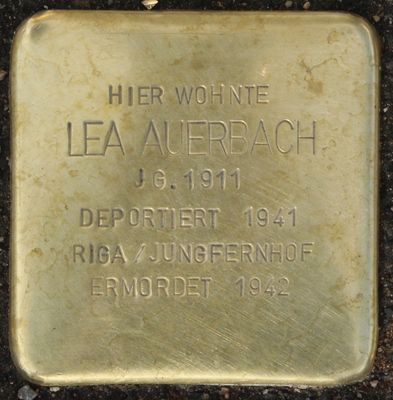 HIER WOHNTE
LEA AUERBACH
JG. 1911
DEPORTIERT 1941
RIGA/JUNGFERNHOF
ERMORDET 1942